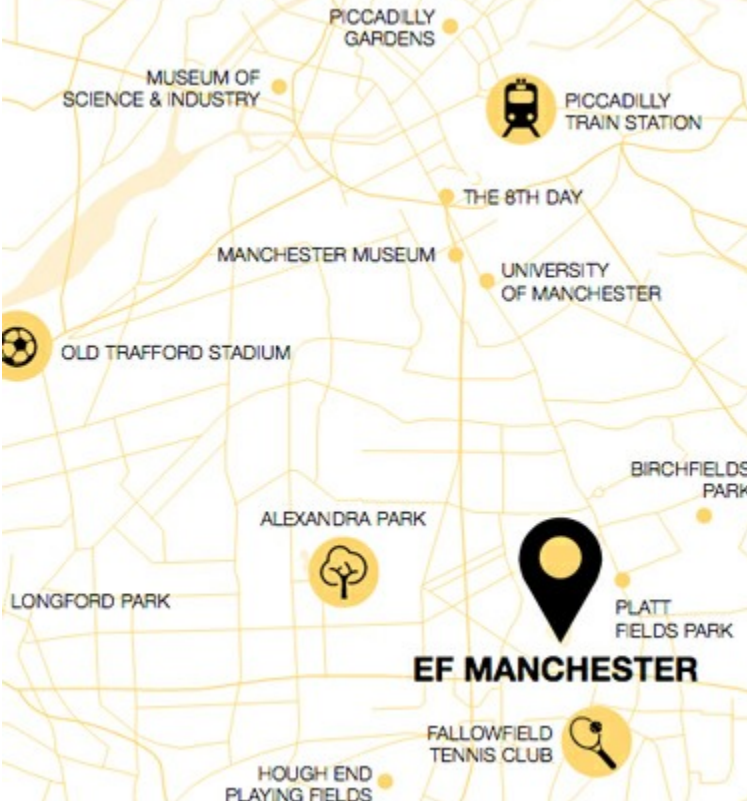 PICCADILLY
GARDENS
MUSEUM OF
SCIENCE & INDUSTRY
PICCADILLY
TRAIN STATION
THE 8TH DAY
MANCHESTER MUSEUM
UNIVERSITY
OF MANCHESTER
OLD TRAFFORD STADIUM
BIRCHFIELDS
PARK
ALEXANDRA PARK
LONGFORD PARK
PLATT
FIELDS PARK
EF MANCHESTER
FALLOWFIELD
TENNIS CLUB
HOUGH END
PLAYING FIELDS